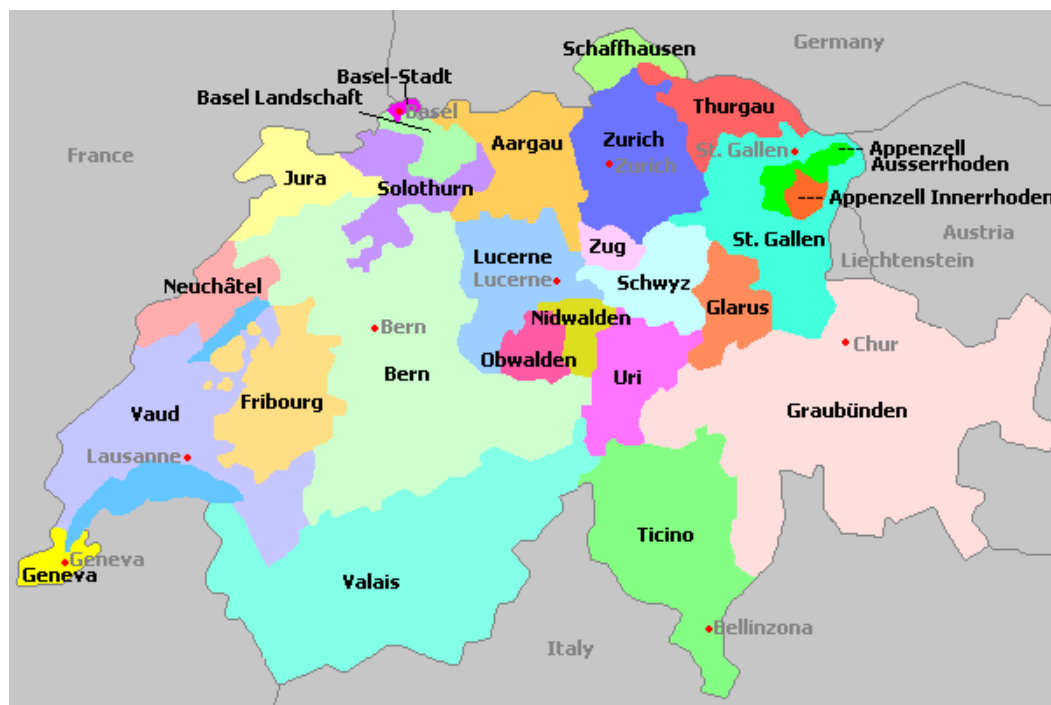 Schaffhausen
Germany
Basel-Stadt
Basel Landschaft
Basel
Thurgau
France
Aargau
Zurich
Zurich
St. Gallen
Appenzell
Ausserrhoden
Jura
Solothurn
Appenzell Innerrhoden
Zug
St. Gallen
Austria
Lucerne
Lucerne
Schwyz
Liechtenstein
Neuchâtel
Glarus
Nidwalden
Bern
Chur
Obwalden
Bern
Uri
Fribourg
Vaud
Graubünden
Lausanne
Ticino
Geneva
Geneva
Valais
Bellinzona
Italy